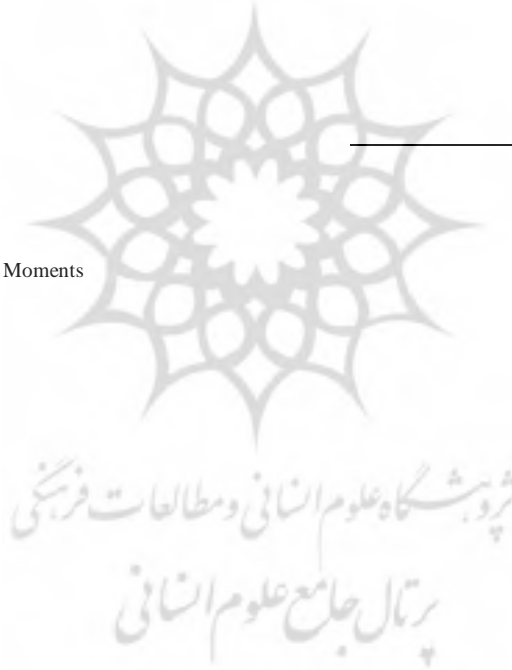 Moments
پژوهشگاه علوم انسانی و مطالعات فرهنگی
پرتال جامع علوم انسانی